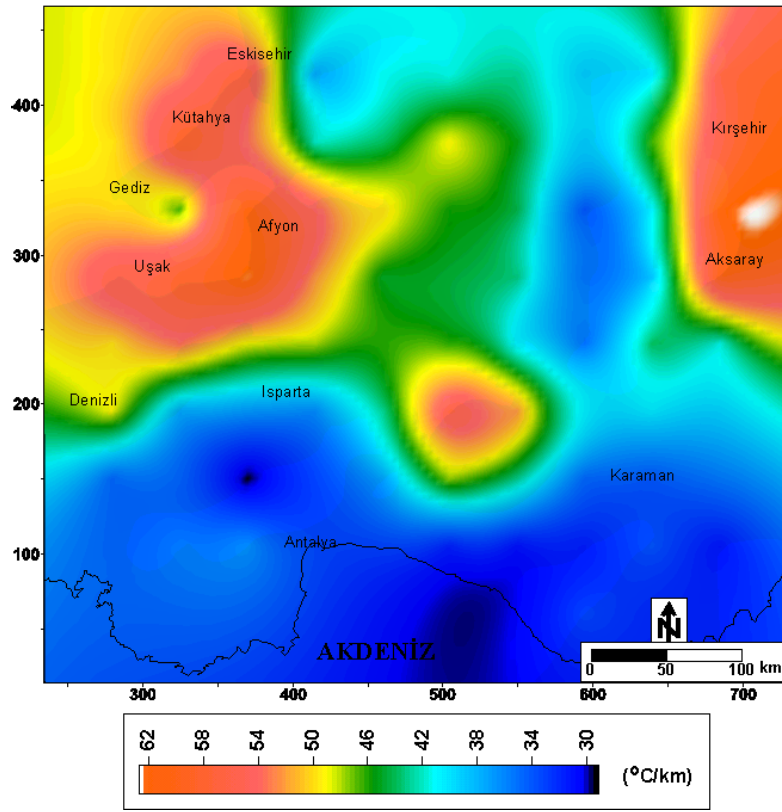 Eskisehir
400
Kütahya
Kırşehir
Gediz
Afyon
300
Uşak
Aksaray
Isparta
Denizli
200
Karaman
Antalya
100
N
AKDENİZ
0 50 100 km
300 400 500 600 700
62 58 54 50 46 42 38 34 30 (°C/km)